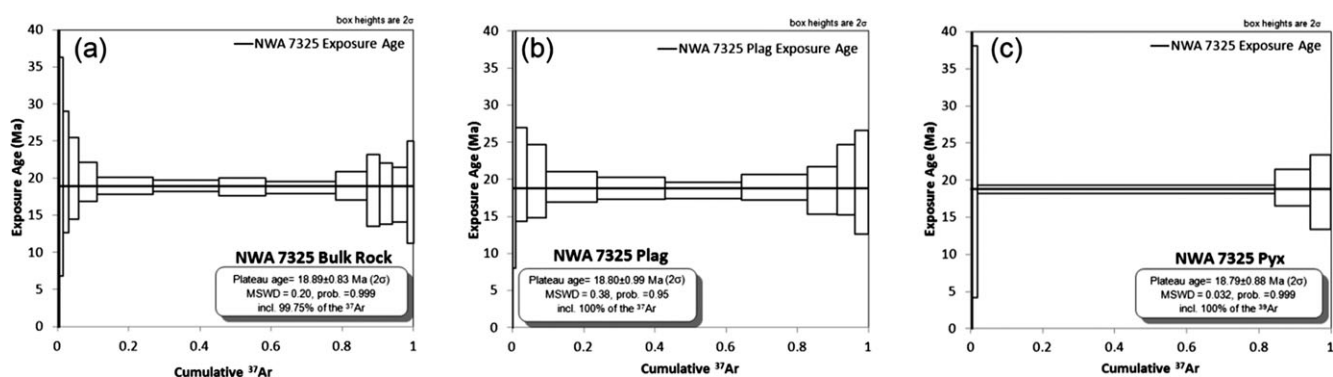 box heights are 2σ
(a)
NWA 7325 Exposure Age
40
35
30
25
20
15
10
5
0
Exposure Age (Ma)
NWA 7325 Bulk Rock
Plateau age= 18.89±0.83 Ma (2σ)
MSWD = 0.20, prob. =0.999
incl. 99.75% of the ³⁷Ar
0 0.2 0.4 0.6 0.8 1
Cumulative ³⁷Ar
box heights are 2σ
(b)
NWA 7325 Plag Exposure Age
40
35
30
25
20
15
10
5
0
Exposure Age (Ma)
NWA 7325 Plag
Plateau age= 18.80±0.99 Ma (2σ)
MSWD = 0.38, prob. =0.95
incl. 100% of the ³⁷Ar
0 0.2 0.4 0.6 0.8 1
Cumulative ³⁷Ar
box heights are 2σ
(c)
NWA 7325 Exposure Age
40
35
30
25
20
15
10
5
0
Exposure Age (Ma)
NWA 7325 Pyx
Plateau age= 18.79±0.88 Ma (2σ)
MSWD = 0.032, prob. =0.999
incl. 100% of the ³⁹Ar
0 0.2 0.4 0.6 0.8 1
Cumulative ³⁷Ar